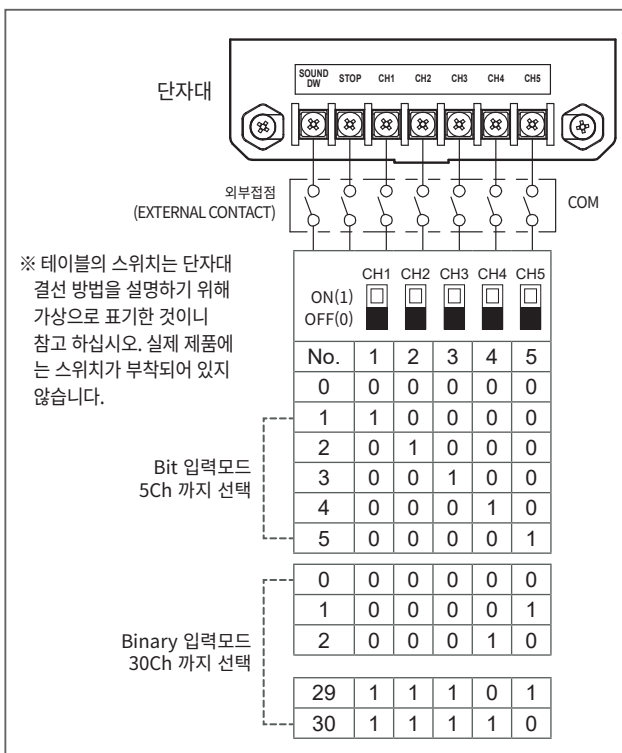 단자대
SOUND DW STOP CH1 CH2 CH3 CH4 CH5
외부접점
(EXTERNAL CONTACT)
COM
※ 테이블의 스위치는 단자대
결선 방법을 설명하기 위해
가상으로 표기한 것이니
참고 하십시오. 실제 제품에
는 스위치가 부착되어 있지
않습니다.
CH1 CH2 CH3 CH4 CH5
ON(1)
OFF(0)
No. 1 2 3 4 5
0 0 0 0 0 0
1 1 0 0 0 0
2 0 1 0 0 0
3 0 0 1 0 0
4 0 0 0 1 0
5 0 0 0 0 1
Bit 입력모드
5Ch 까지 선택
0 0 0 0 0 0
1 0 0 0 0 1
2 0 0 0 1 0
Binary 입력모드
30Ch 까지 선택
29 1 1 1 0 1
30 1 1 1 1 0